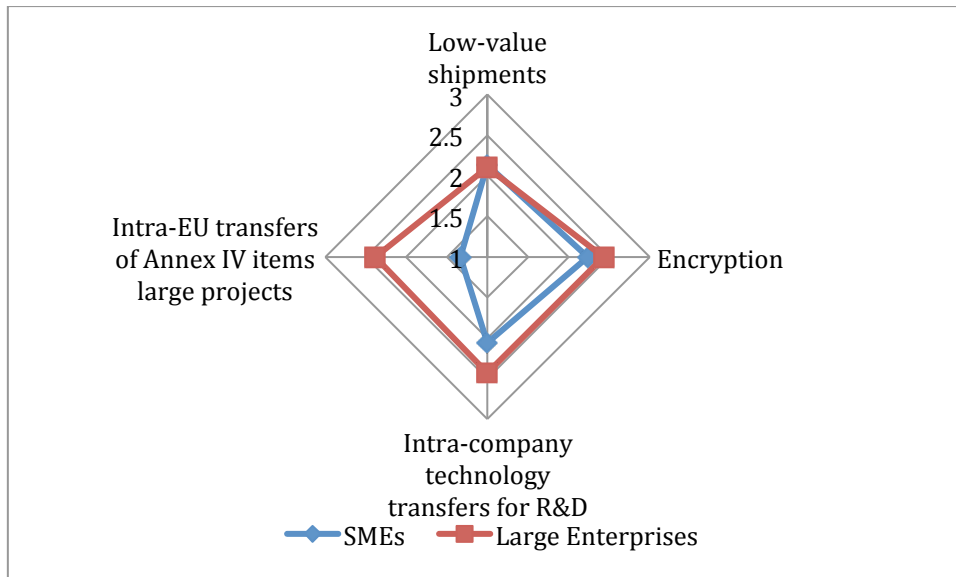 Low-value
shipments
3
2.5
2
1.5
1
Intra-EU transfers
of Annex IV items
large projects
Encryption
Intra-company
technology
transfers for R&D
SMEs
Large Enterprises